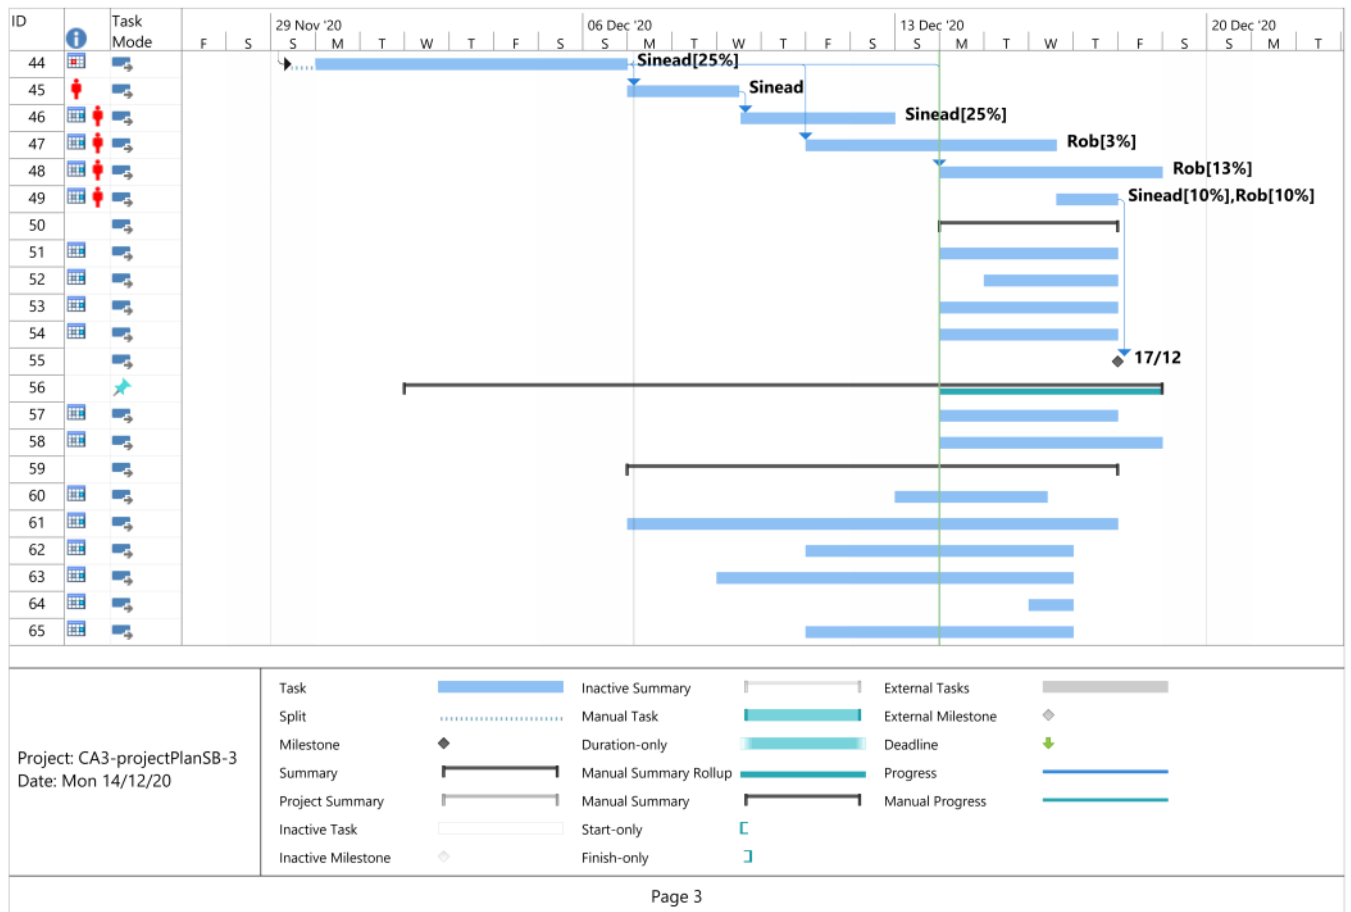 ID Task Mode 29 Nov '20 06 Dec '20 13 Dec '20 20 Dec '20
F S S M T W T F S S M T W T F S S M T W T F S S M T
44 Sinead[25%]
45 Sinead
46 Sinead[25%]
47 Rob[3%]
48 Rob[13%]
49 Sinead[10%],Rob[10%]
50
51
52
53
54
55 17/12
56
57
58
59
60
61
62
63
64
65
Project: CA3-projectPlanSB-3
Date: Mon 14/12/20
Task Inactive Summary External Tasks
Split Manual Task External Milestone
Milestone Duration-only Deadline
Summary Manual Summary Rollup Progress
Project Summary Manual Summary Manual Progress
Inactive Task Start-only
Inactive Milestone Finish-only
Page 3